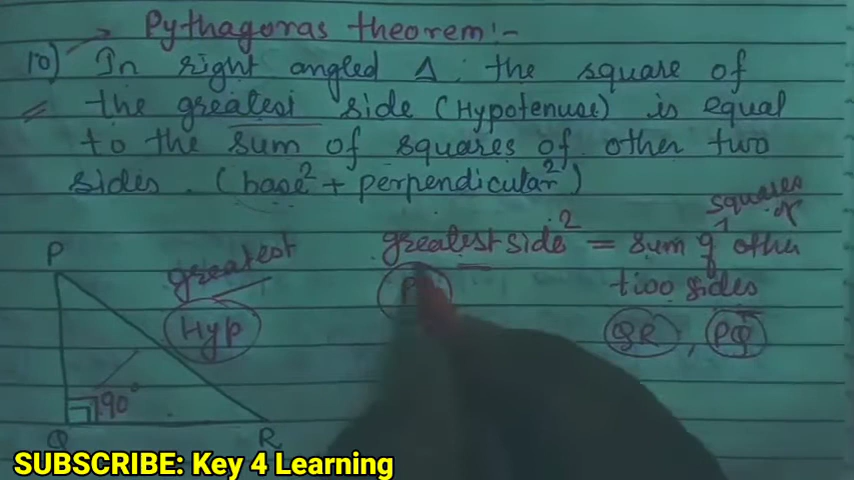 Pythagoras theorem:-
10) In right angled Δ, the square of
the greatest side (Hypotenuse) is equal
to the sum of squares of other two
sides. (base² + perpendicular²)
squares of
greatest side² = sum of other
two sides
P
greatest
Hyp
QR, PQ
90°
Q R
SUBSCRIBE: Key 4 Learning